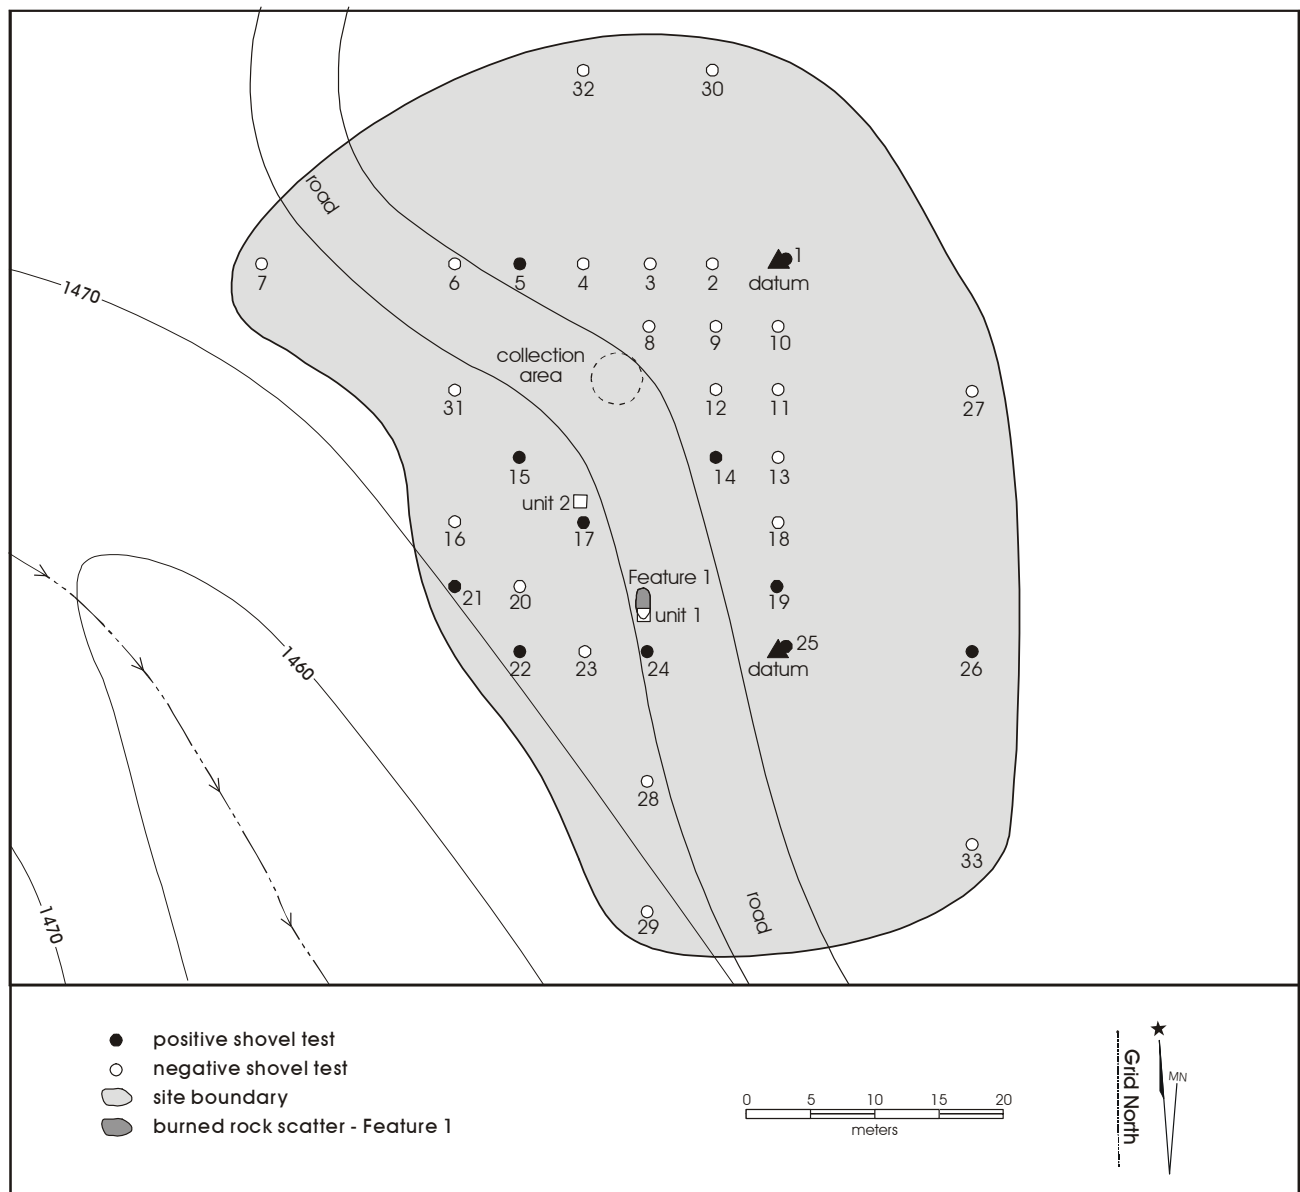 32
30
road
1
7
6
5
4
3
2
datum
1470
8
9
10
collection
area
31
12
11
27
15
14
13
unit 2
16
17
18
Feature 1
21
20
19
unit 1
25
1460
22
23
24
datum
26
28
33
road
29
1470
positive shovel test
negative shovel test
site boundary
burned rock scatter - Feature 1
0 5 10 15 20
meters
Grid North
MN